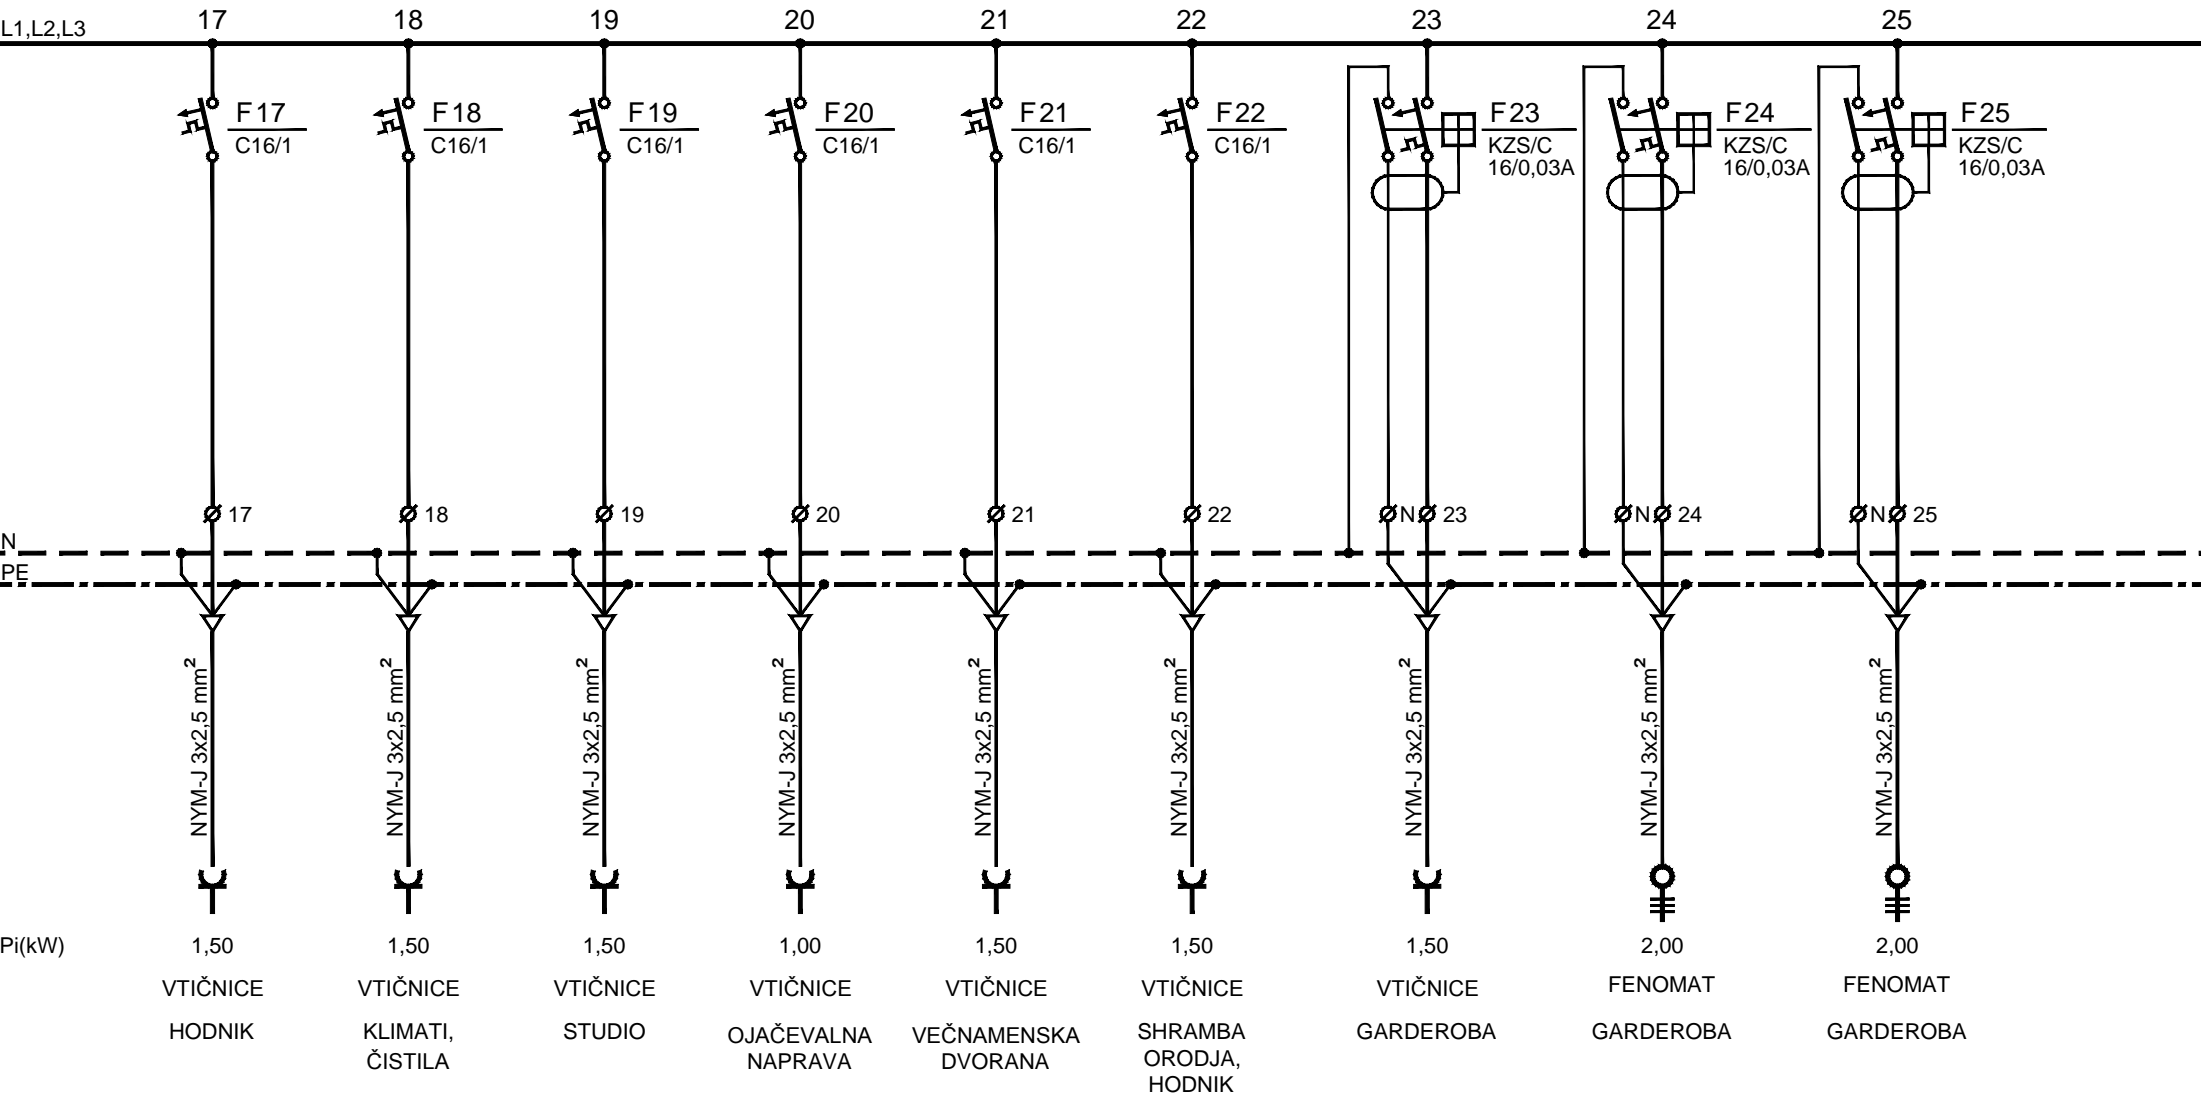 L1,L2,L3
17 18 19 20 21 22 23 24 25
F17 F18 F19 F20 F21 F22 F23 F24 F25
C16/1 C16/1 C16/1 C16/1 C16/1 C16/1 KZS/C KZS/C KZS/C
16/0,03A 16/0,03A 16/0,03A
17 18 19 20 21 22 N 23 N 24 N 25
N
PE
NYM-J 3x2,5 mm² NYM-J 3x2,5 mm² NYM-J 3x2,5 mm² NYM-J 3x2,5 mm² NYM-J 3x2,5 mm² NYM-J 3x2,5 mm² NYM-J 3x2,5 mm² NYM-J 3x2,5 mm² NYM-J 3x2,5 mm²
Pi(kW) 1,50 1,50 1,50 1,00 1,50 1,50 1,50 2,00 2,00
VTIČNICE VTIČNICE VTIČNICE VTIČNICE VTIČNICE VTIČNICE VTIČNICE FENOMAT FENOMAT
HODNIK KLIMATI, STUDIO OJAČEVALNA VEČNAMENSKA SHRAMBA GARDEROBA GARDEROBA GARDEROBA
ČISTILA NAPRAVA DVORANA ORODJA,
HODNIK